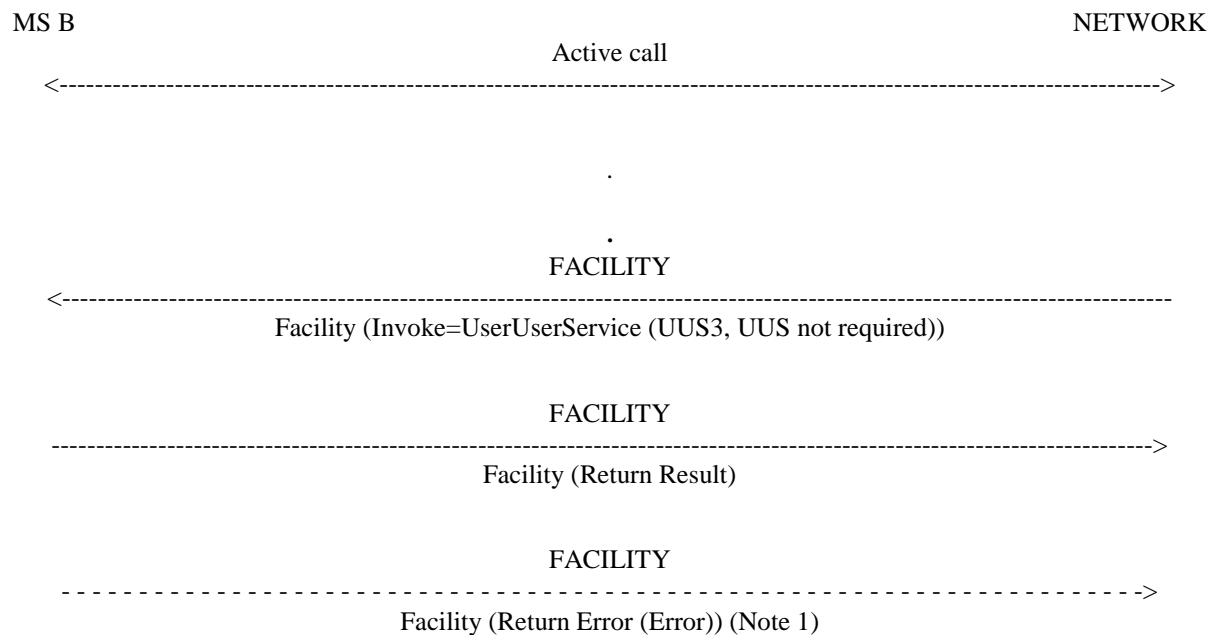 MS B NETWORK
Active call
<---------------------------------------------------------------------------------------------------------------------------->
.
.
FACILITY
<-----------------------------------------------------------------------------------------------------------------------------
Facility (Invoke=UserUserService (UUS3, UUS not required))
FACILITY
---------------------------------------------------------------------------------------------------------------------------->
Facility (Return Result)
FACILITY
- - - - - - - - - - - - - - - - - - - - - - - - - - - - - - - - - - - - - - - - - - - - - - - - - - - - - - - - - - - - - - - - - - - - - ->
Facility (Return Error (Error)) (Note 1)